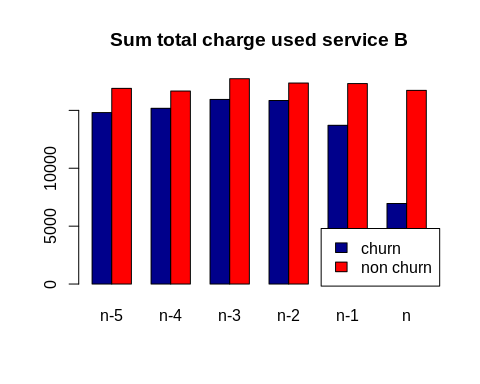 Sum total charge used service B
10000
5000
0
churn
non churn
n-5 n-4 n-3 n-2 n-1 n